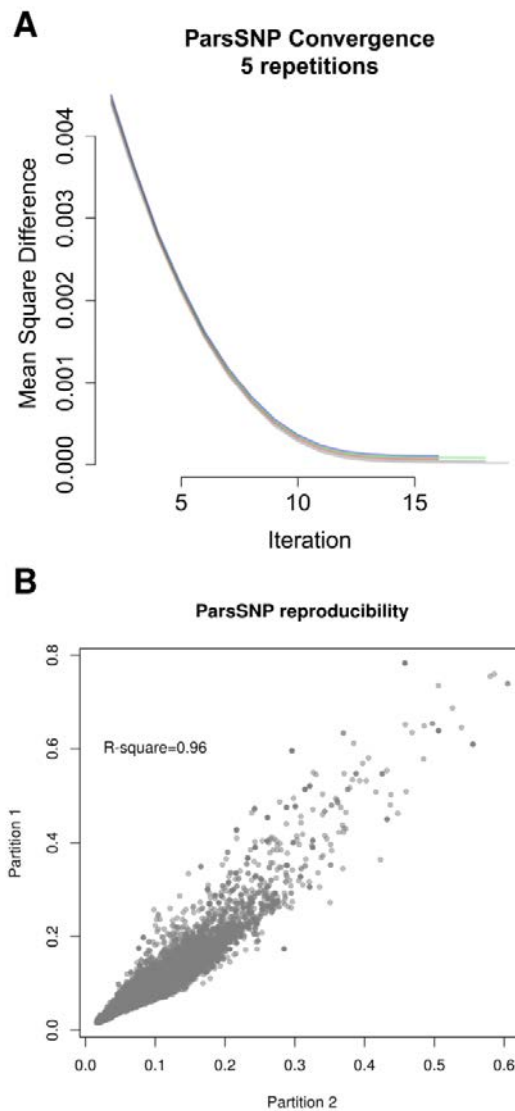 A
ParsSNP Convergence
5 repetitions
Mean Square Difference
0.004
0.003
0.002
0.001
0.000
5
10
15
Iteration
B
ParsSNP reproducibility
R-square=0.96
Partition 1
0.8
0.6
0.4
0.2
0.0
0.0
0.1
0.2
0.3
0.4
0.5
0.6
Partition 2